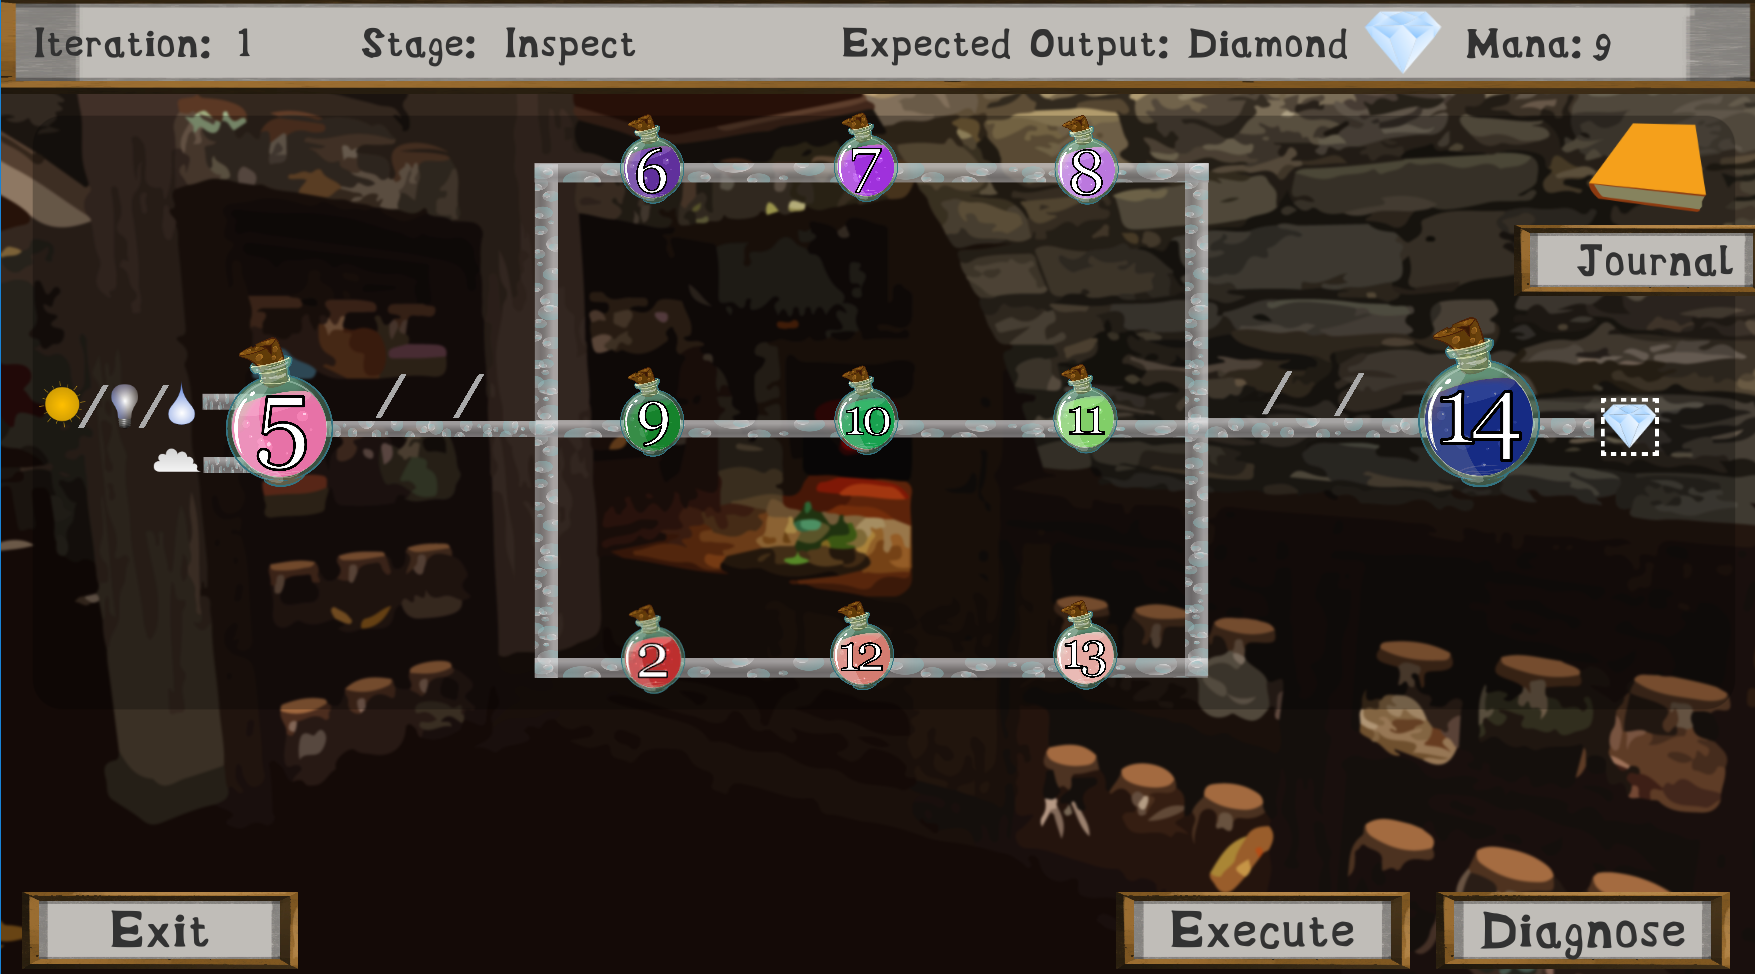 Iteration: 1 Stage: Inspect Expected Output: Diamond Mana: 9
Journal
6 7 8
5 9 10 11 14
2 12 13
Exit Execute Diagnose